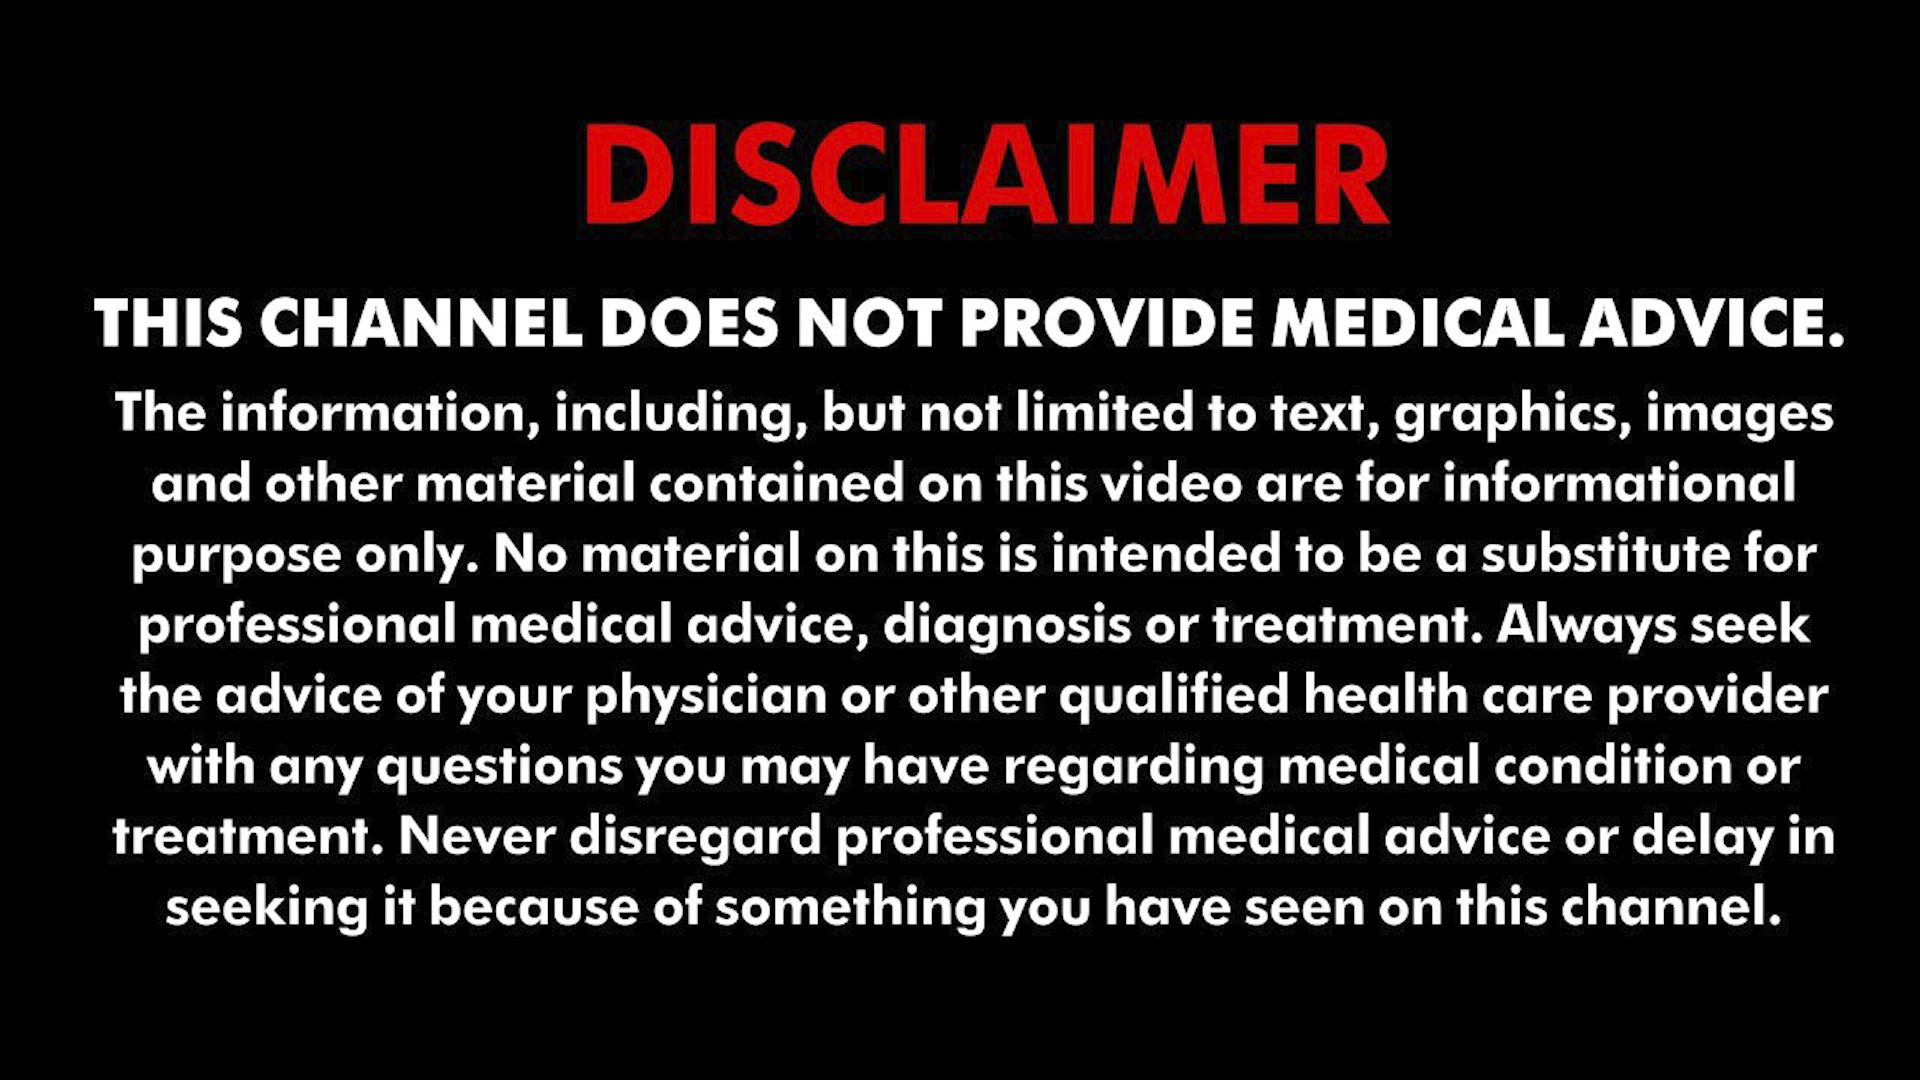 DISCLAIMER
THIS CHANNEL DOES NOT PROVIDE MEDICAL ADVICE.
The information, including, but not limited to text, graphics, images
and other material contained on this video are for informational
purpose only. No material on this is intended to be a substitute for
professional medical advice, diagnosis or treatment. Always seek
the advice of your physician or other qualified health care provider
with any questions you may have regarding medical condition or
treatment. Never disregard professional medical advice or delay in
seeking it because of something you have seen on this channel.